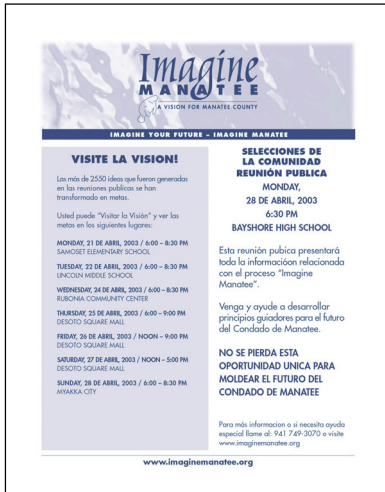 Imagine
MANATEE
A VISION FOR MANATEE COUNTY
IMAGINE YOUR FUTURE – IMAGINE MANATEE
VISITE LA VISION!
Las más de 2550 ideas que fueron generadas
en las reuniones publicas se han
transformado en metas.
Usted puede “Visitar la Visión” y ver las
metas en los siguientes lugares:
MONDAY, 21 DE ABRIL, 2003 / 6:00 – 8:30 PM
SAMOSET ELEMENTARY SCHOOL
TUESDAY, 22 DE ABRIL, 2003 / 6:00 – 8:30 PM
LINCOLN MIDDLE SCHOOL
WEDNESDAY, 24 DE ABRIL, 2003 / 6:00 – 8:30 PM
RUBONIA COMMUNITY CENTER
THURSDAY, 25 DE ABRIL, 2003 / 6:00 – 9:00 PM
DESOTO SQUARE MALL
FRIDAY, 26 DE ABRIL, 2003 / NOON – 9:00 PM
DESOTO SQUARE MALL
SATURDAY, 27 DE ABRIL, 2003 / NOON – 5:00 PM
DESOTO SQUARE MALL
SUNDAY, 28 DE ABRIL, 2003 / 6:00 – 8:30 PM
MYAKKA CITY
SELECCIONES DE
LA COMUNIDAD
REUNIÓN PUBLICA
MONDAY,
28 DE ABRIL, 2003
6:30 PM
BAYSHORE HIGH SCHOOL
Esta reunión pubica presentará
toda la informacióon relacionada
con el proceso “Imagine
Manatee”.
Venga y ayude a desarrollar
principios guiadores para el futuro
del Condado de Manatee.
NO SE PIERDA ESTA
OPORTUNIDAD UNICA PARA
MOLDEAR EL FUTURO DEL
CONDADO DE MANATEE
Para más informacion o si necesita ayuda
especial llame al: 941 749-3070 o visite
www.imaginemanatee.org
www.imaginemanatee.org